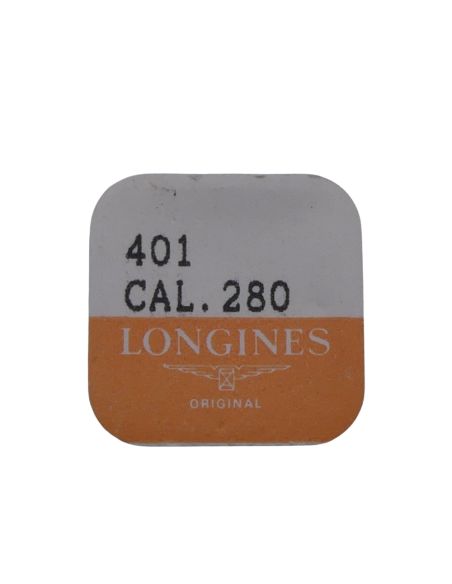 401
CAL. 280
LONGINES
ORIGINAL